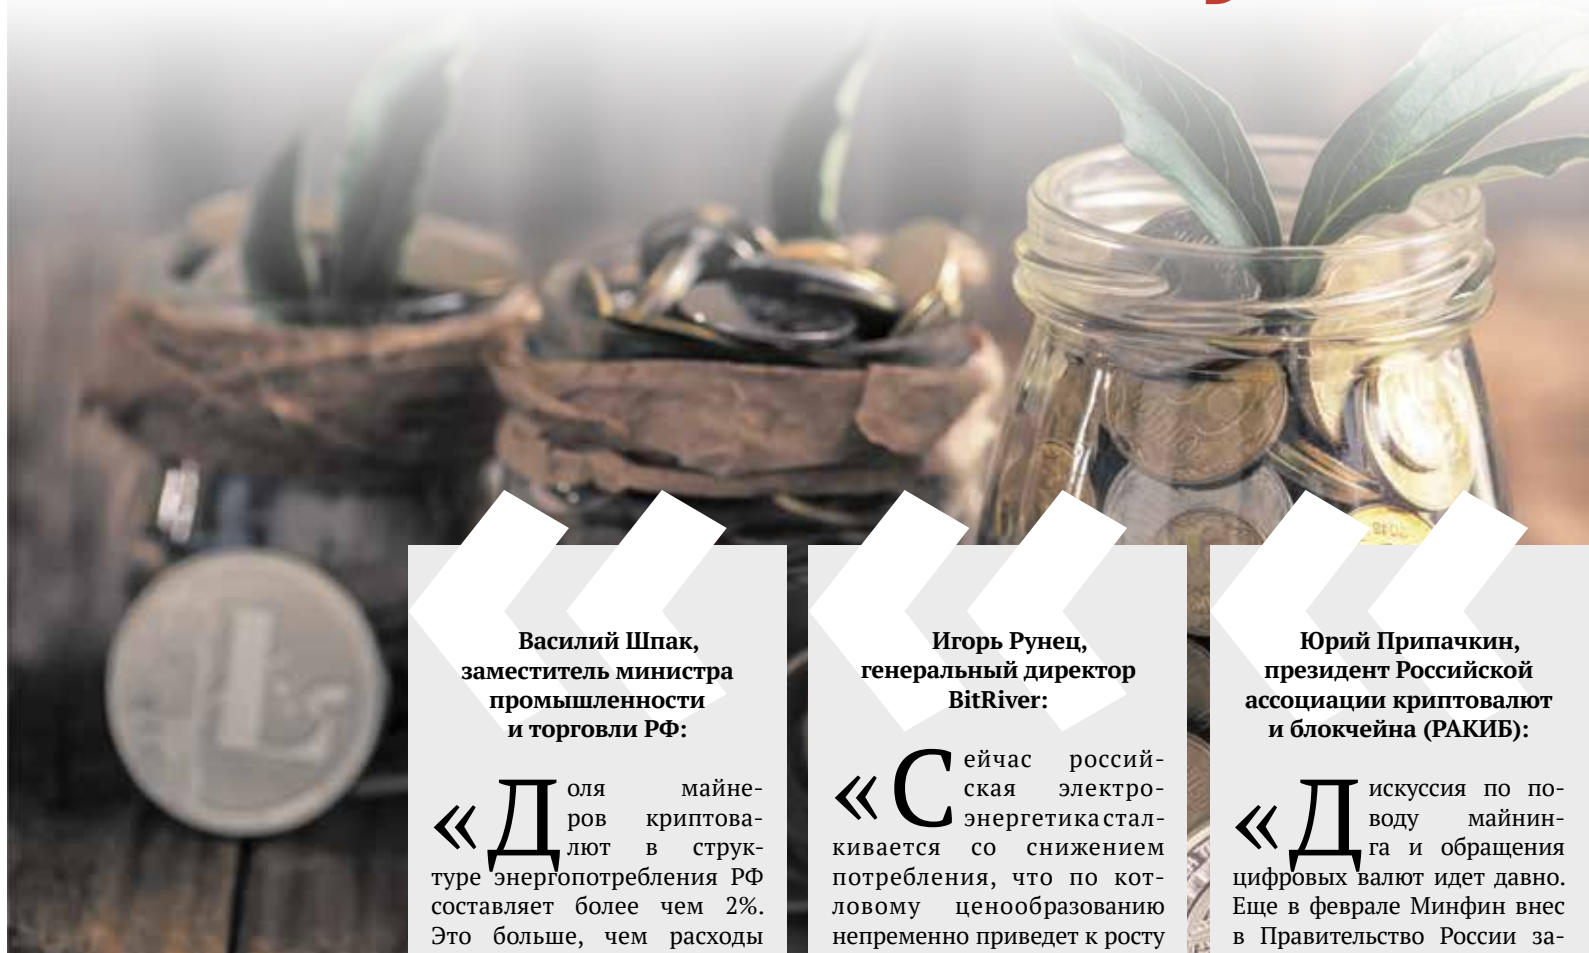 Василий Шпак,
заместитель министра
промышленности
и торговли РФ:
«Доля майне-
ров криптова-
лют в струк-
туре энергопотребления РФ
составляет более чем 2%.
Это больше, чем расходы
Игорь Рунец,
генеральный директор
BitRiver:
«Сейчас россий-
ская электро-
энергетика стал-
кивается со снижением
потребления, что по кот-
ловому ценообразованию
непременно приведет к росту
Юрий Припачкин,
президент Российской
ассоциации криптовалют
и блокчейна (РАКИБ):
«Дискуссия по по-
воду майнин-
га и обращения
цифровых валют идет давно.
Еще в феврале Минфин внес
в Правительство России за-